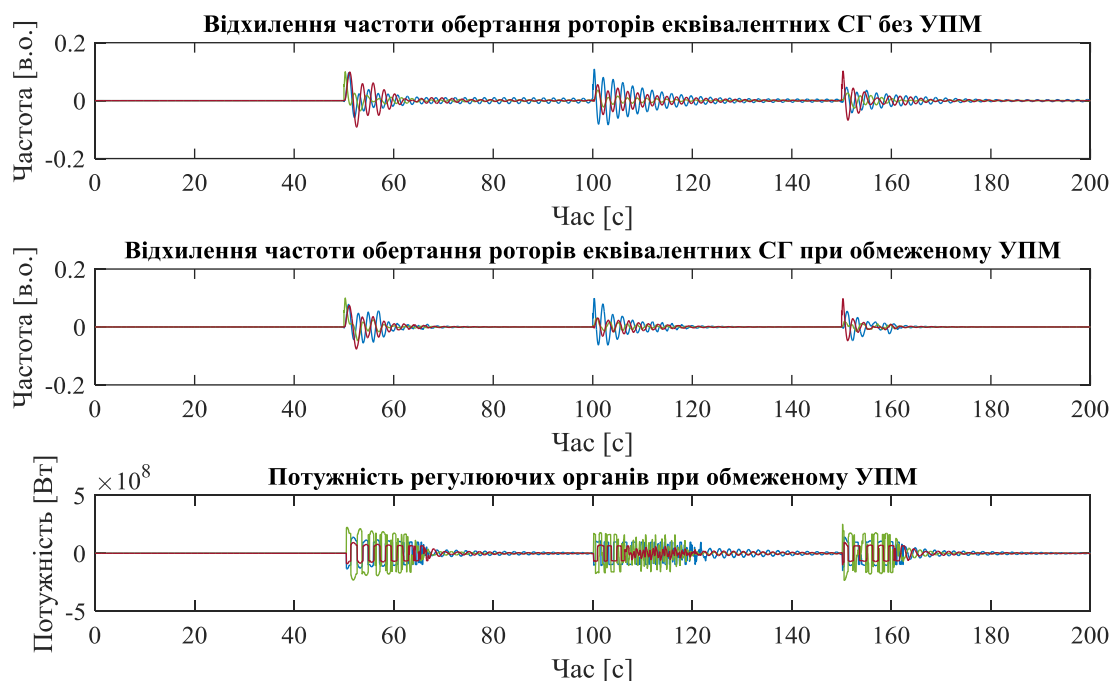 Відхилення частоти обертання роторів еквівалентних СГ без УПМ
Частота [в.о.]
0.2
0
-0.2
0 20 40 60 80 100 120 140 160 180 200
Час [с]
Відхилення частоти обертання роторів еквівалентних СГ при обмеженому УПМ
Частота [в.о.]
0.2
0
-0.2
0 20 40 60 80 100 120 140 160 180 200
Час [с]
Потужність регулюючих органів при обмеженому УПМ
Потужність [Вт]
×10^8
5
0
-5
0 20 40 60 80 100 120 140 160 180 200
Час [с]